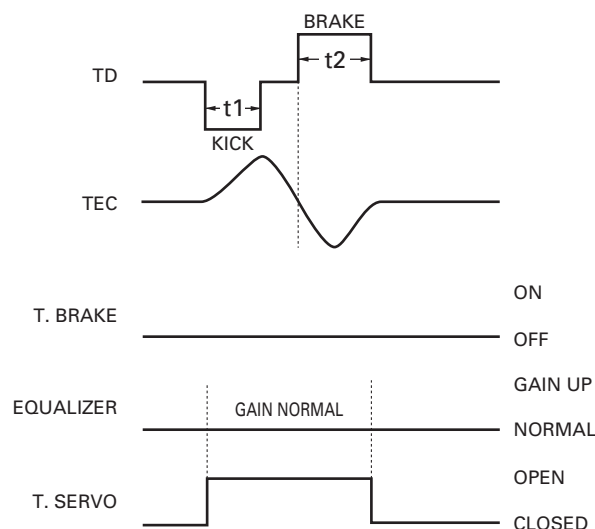 BRAKE
TD
t2
t1
KICK
TEC
ON
T. BRAKE
OFF
GAIN UP
EQUALIZER
GAIN NORMAL
NORMAL
OPEN
T. SERVO
CLOSED